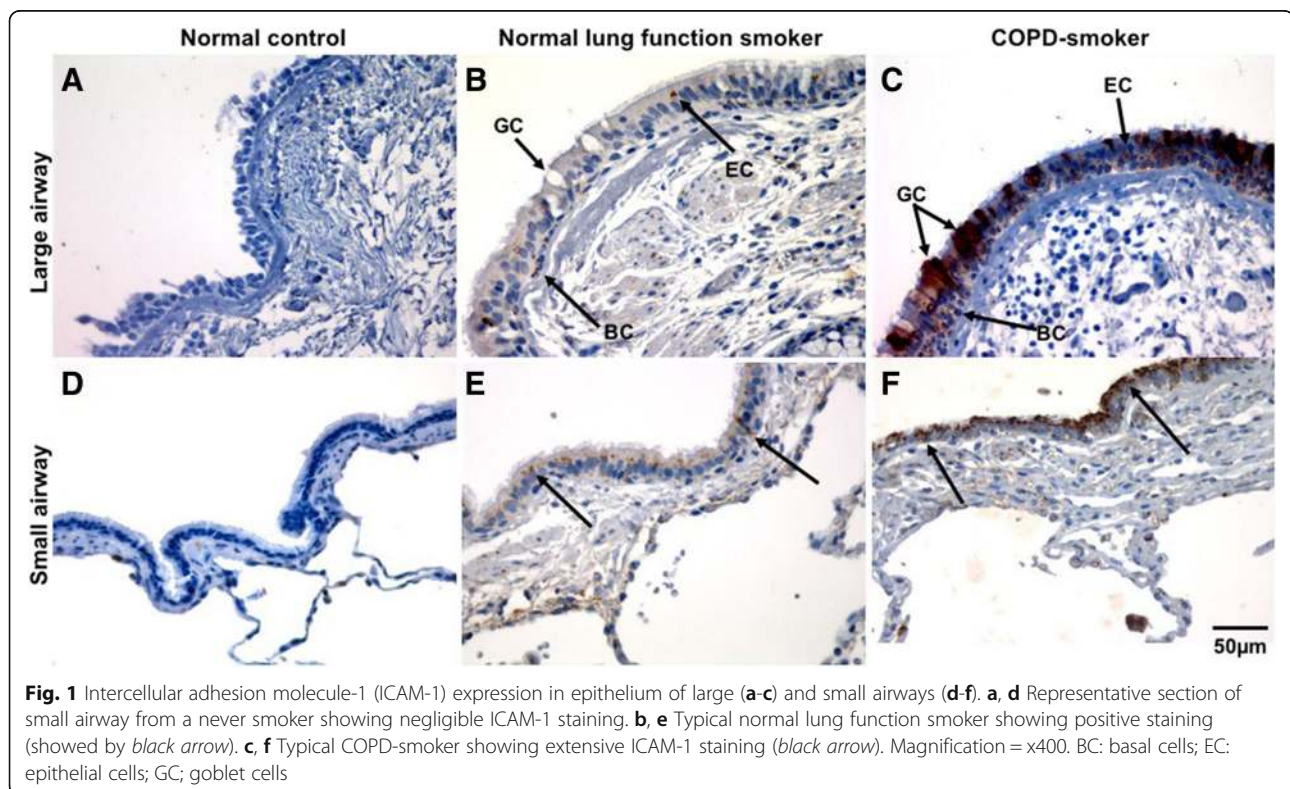 Normal control
Normal lung function smoker
COPD-smoker
Large airway
A
B
GC
EC
BC
C
EC
GC
BC
Small airway
D
E
F
50µm
Fig. 1 Intercellular adhesion molecule-1 (ICAM-1) expression in epithelium of large (a-c) and small airways (d-f). a, d Representative section of
small airway from a never smoker showing negligible ICAM-1 staining. b, e Typical normal lung function smoker showing positive staining
(showed by black arrow). c, f Typical COPD-smoker showing extensive ICAM-1 staining (black arrow). Magnification = x400. BC: basal cells; EC:
epithelial cells; GC; goblet cells